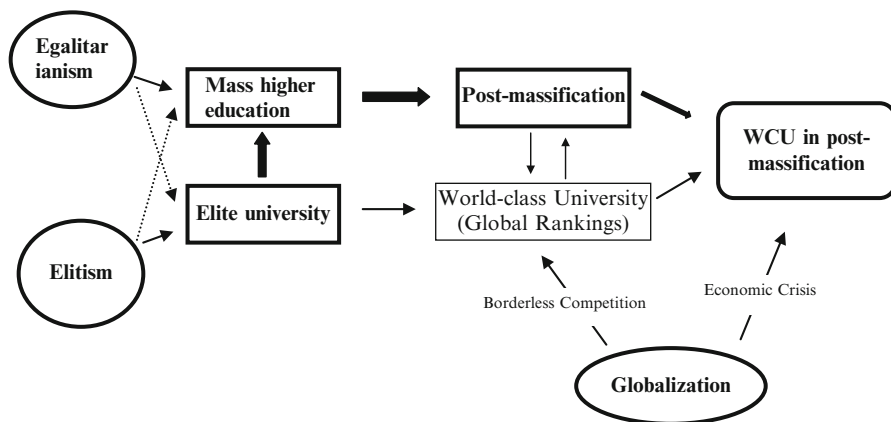 Egalitar
ianism
Mass higher
education
Post-massification
WCU in post-
massification
Elite university
World-class University
(Global Rankings)
Elitism
Borderless Competition
Economic Crisis
Globalization